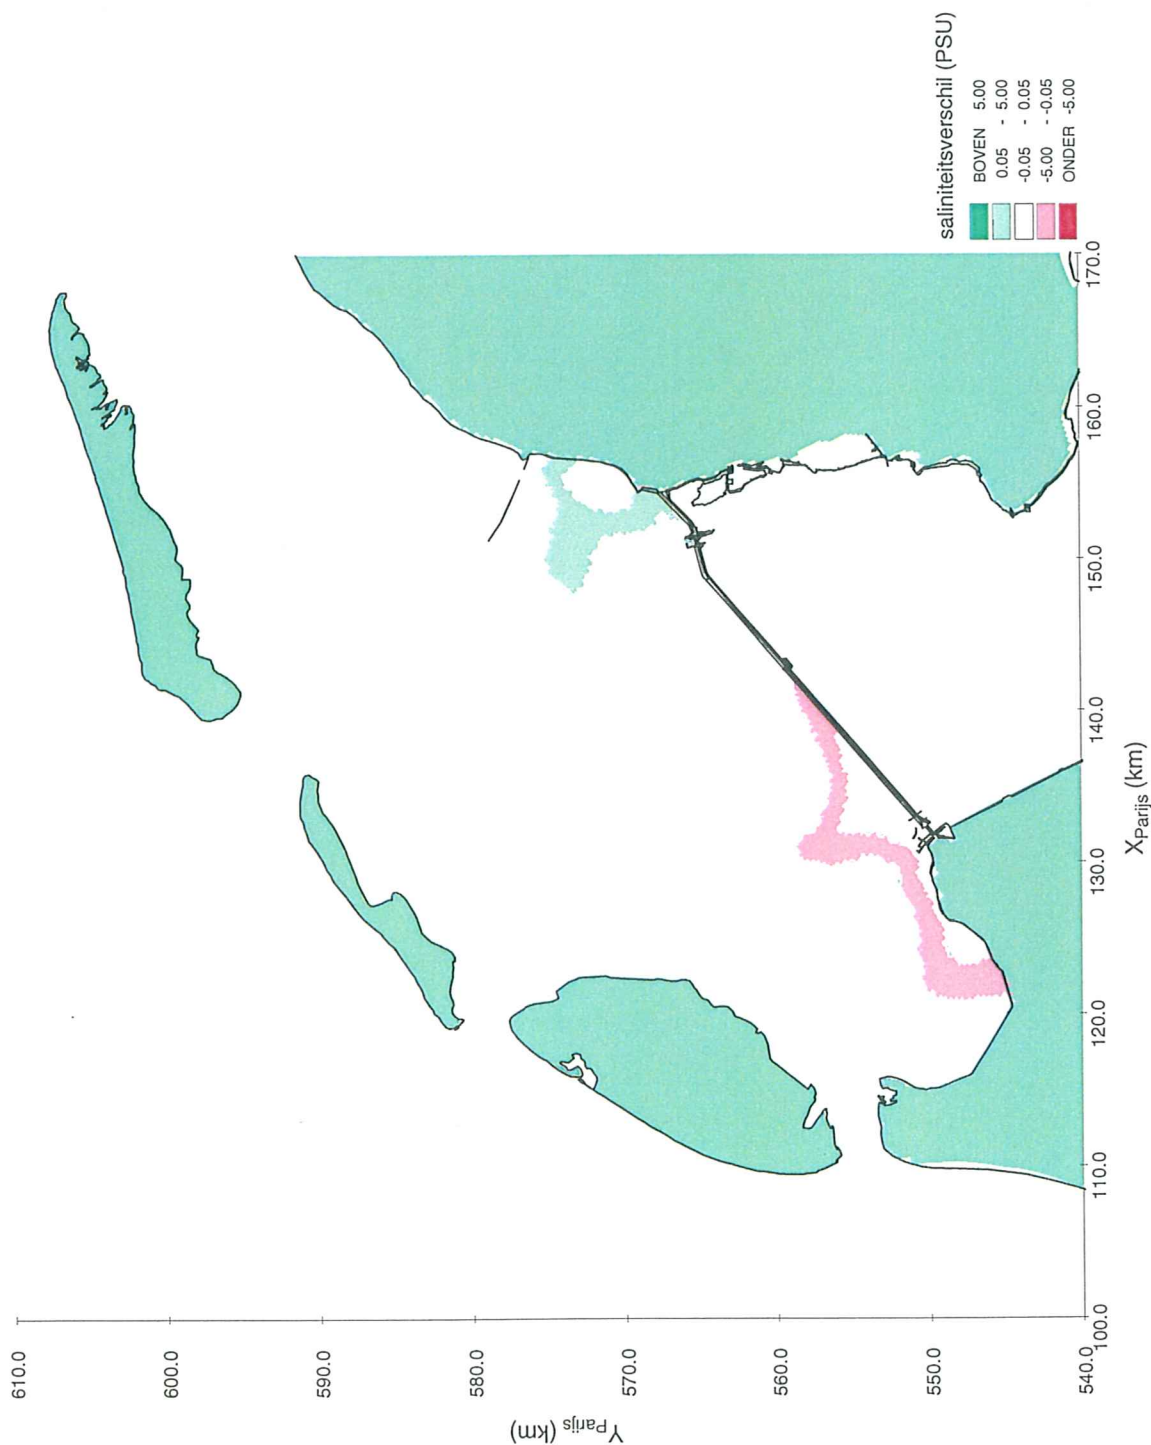 saliniteitsverschil (PSU)
BOVEN 5.00
0.05 - 5.00
-0.05 - 0.05
-5.00 - -0.05
ONDER -5.00
610.0
600.0
590.0
580.0
570.0
560.0
550.0
540.0
Y Parijs (km)
100.0
110.0
120.0
130.0
140.0
150.0
160.0
170.0
X Parijs (km)